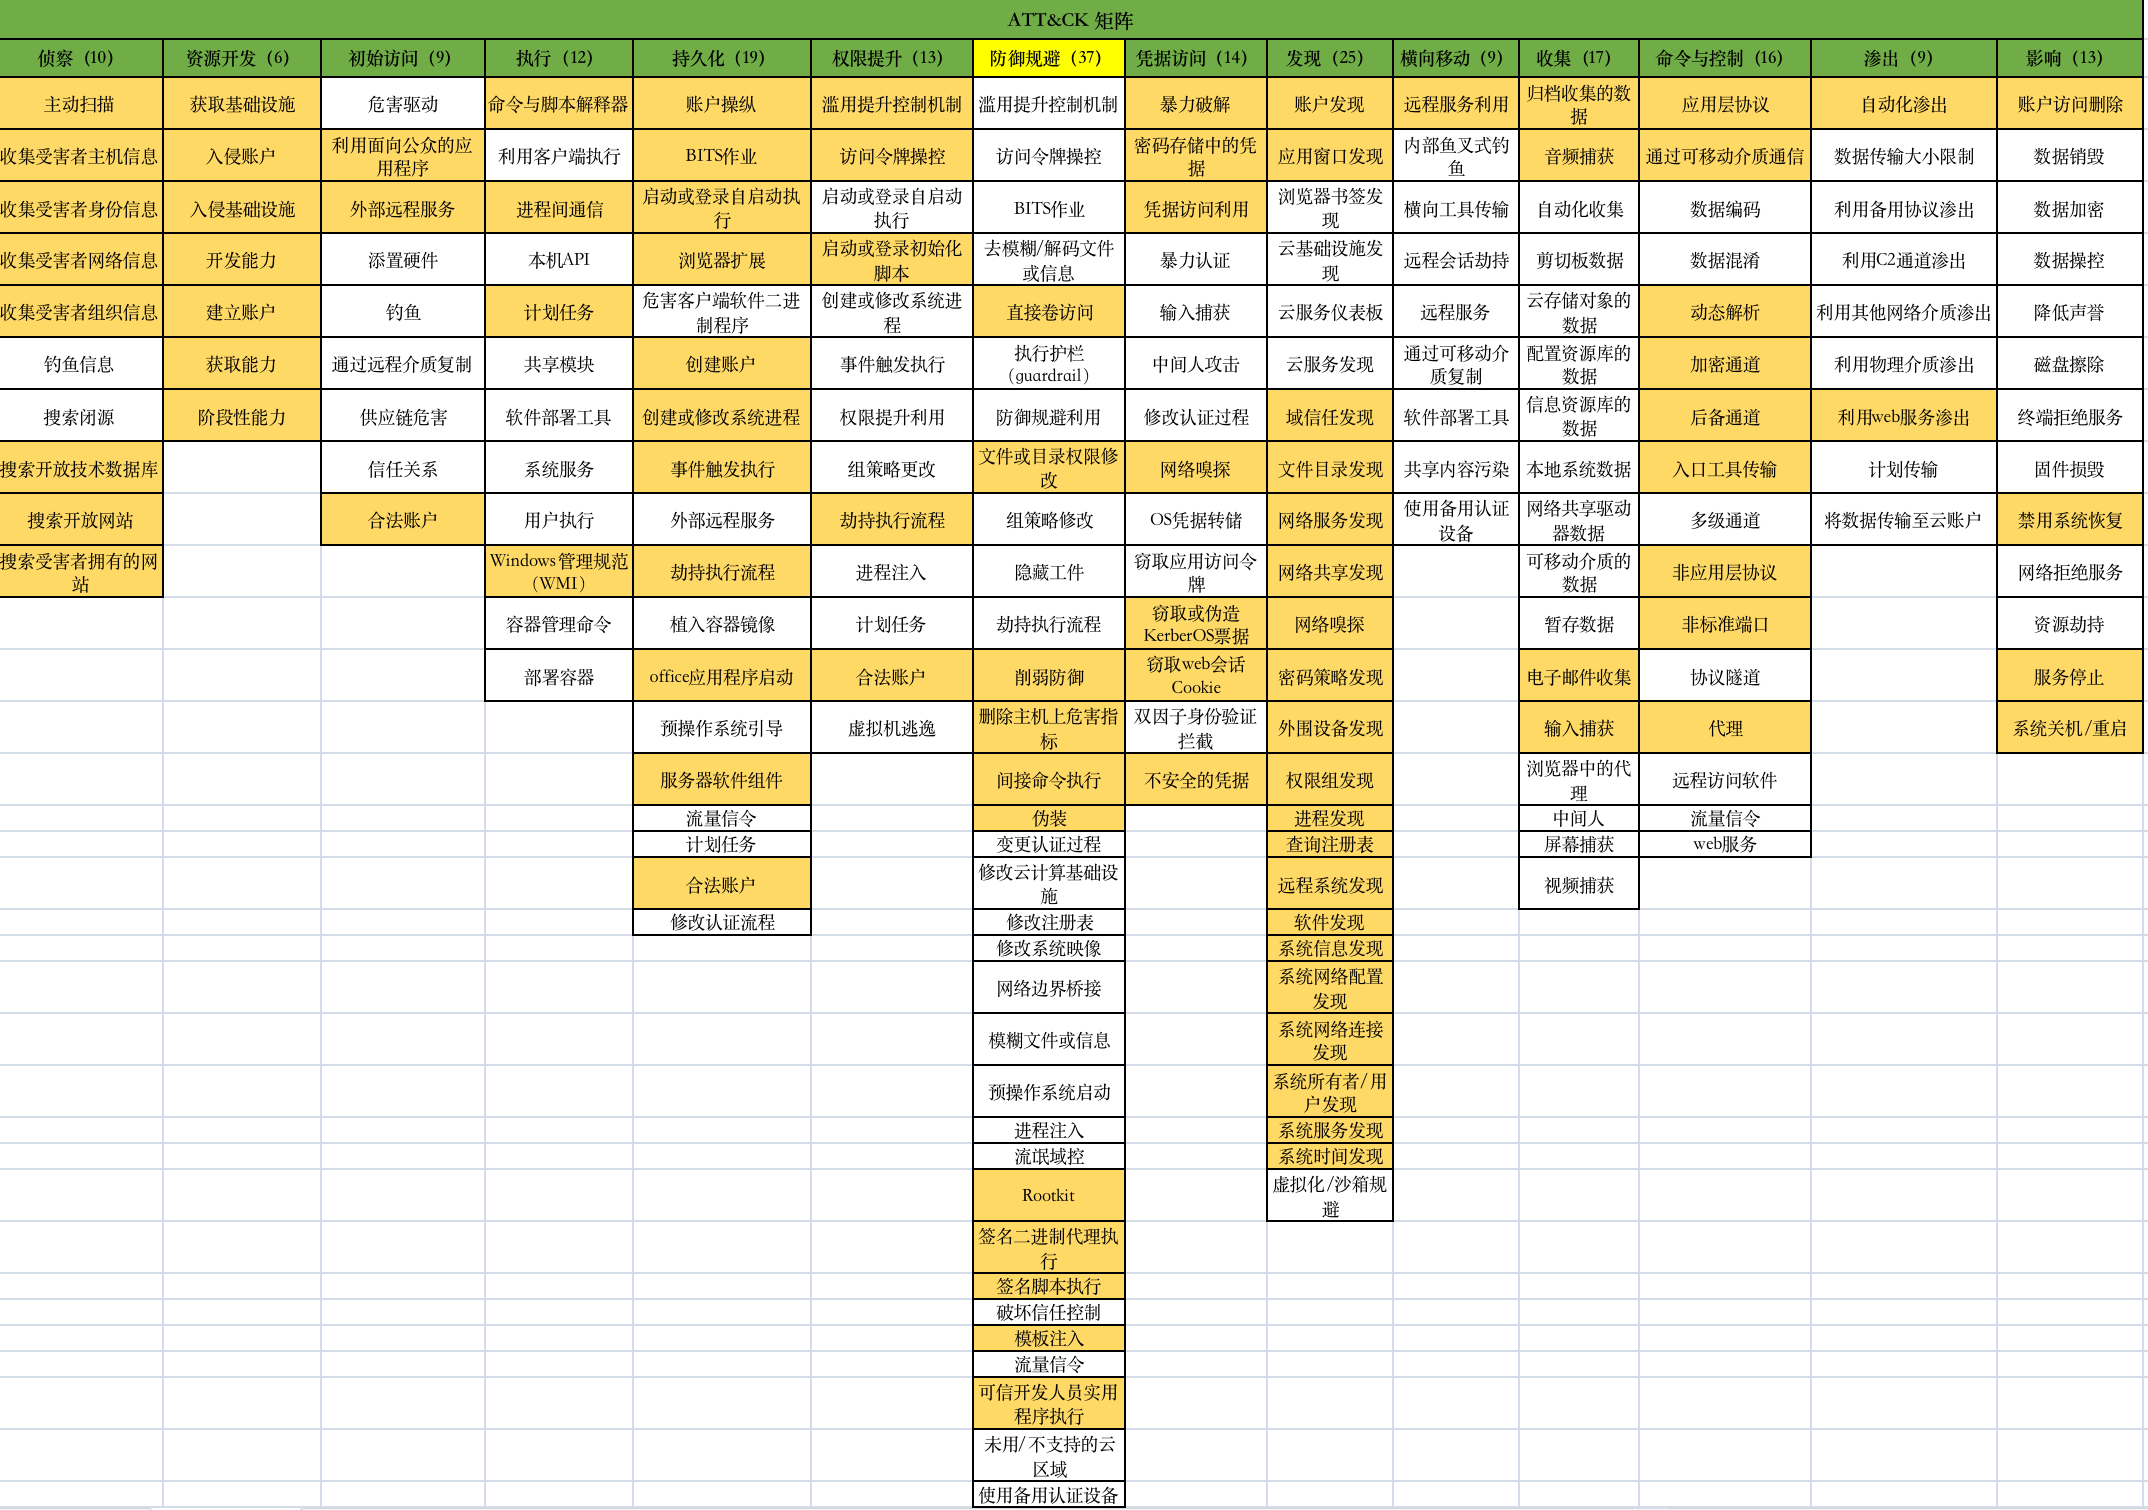 ATT&CK 矩阵
侦察（10） 资源开发（6） 初始访问（9） 执行（12） 持久化（19） 权限提升（13） 防御规避（37） 凭据访问（14） 发现（25） 横向移动（9） 收集（17） 命令与控制（16） 渗出（9） 影响（13）
主动扫描 获取基础设施 危害驱动 命令与脚本解释器 账户操纵 滥用提升控制机制 滥用提升控制机制 暴力破解 账户发现 远程服务利用 归档收集的数据 应用层协议 自动化渗出 账户访问删除
收集受害者主机信息 入侵账户 利用面向公众的应用程序 利用客户端执行 BITS作业 访问令牌操控 访问令牌操控 密码存储中的凭据 应用窗口发现 内部鱼叉式钓鱼 音频捕获 通过可移动介质通信 数据传输大小限制 数据销毁
收集受害者身份信息 入侵基础设施 外部远程服务 进程间通信 启动或登录自启动执行 启动或登录自启动执行 BITS作业 凭据访问利用 浏览器书签发现 横向工具传输 自动化收集 数据编码 利用备用协议渗出 数据加密
收集受害者网络信息 开发能力 添置硬件 本机API 浏览器扩展 启动或登录初始化脚本 去模糊/解码文件或信息 暴力认证 云基础设施发现 远程会话劫持 剪切板数据 数据混淆 利用C2通道渗出 数据操控
收集受害者组织信息 建立账户 钓鱼 计划任务 危害客户端软件二进制程序 创建或修改系统进程 直接卷访问 输入捕获 云服务仪表板 远程服务 云存储对象的数据 动态解析 利用其他网络介质渗出 降低声誉
钓鱼信息 获取能力 通过远程介质复制 共享模块 创建账户 事件触发执行 执行护栏（guardrail） 中间人攻击 云服务发现 通过可移动介质复制 配置资源库的数据 加密通道 利用物理介质渗出 磁盘擦除
搜索闭源 阶段性能力 供应链危害 软件部署工具 创建或修改系统进程 权限提升利用 防御规避利用 修改认证过程 域信任发现 软件部署工具 信息资源库的数据 后备通道 利用web服务渗出 终端拒绝服务
搜索开放技术数据库 信任关系 系统服务 事件触发执行 组策略更改 文件或目录权限修改 网络嗅探 文件目录发现 共享内容污染 本地系统数据 入口工具传输 计划传输 固件损毁
搜索开放网站 合法账户 用户执行 外部远程服务 劫持执行流程 组策略修改 OS凭据转储 网络服务发现 使用备用认证设备 网络共享驱动器数据 多级通道 将数据传输至云账户 禁用系统恢复
搜索受害者拥有的网站 Windows管理规范（WMI） 劫持执行流程 进程注入 隐藏工件 窃取应用访问令牌 网络共享发现 可移动介质的数据 非应用层协议 网络拒绝服务
容器管理命令 植入容器镜像 计划任务 劫持执行流程 窃取或伪造KerberOS票据 网络嗅探 暂存数据 非标准端口 资源劫持
部署容器 office应用程序启动 合法账户 削弱防御 窃取web会话Cookie 密码策略发现 电子邮件收集 协议隧道 服务停止
预操作系统引导 虚拟机逃逸 删除主机上危害指标 双因子身份验证拦截 外围设备发现 输入捕获 代理 系统关机/重启
服务器软件组件 间接命令执行 不安全的凭据 权限组发现 浏览器中的代理 远程访问软件
流量信令 伪装 进程发现 中间人 流量信令
计划任务 变更认证过程 查询注册表 屏幕捕获 web服务
合法账户 修改云计算基础设施 远程系统发现 视频捕获
修改认证流程 修改注册表 软件发现
修改系统映像 系统信息发现
网络边界桥接 系统网络配置发现
模糊文件或信息 系统网络连接发现
预操作系统启动 系统所有者/用户发现
进程注入 系统服务发现
流氓域控 系统时间发现
Rootkit 虚拟化/沙箱规避
签名二进制代理执行
签名脚本执行
破坏信任控制
模板注入
流量信令
可信开发人员实用程序执行
未用/不支持的云区域
使用备用认证设备